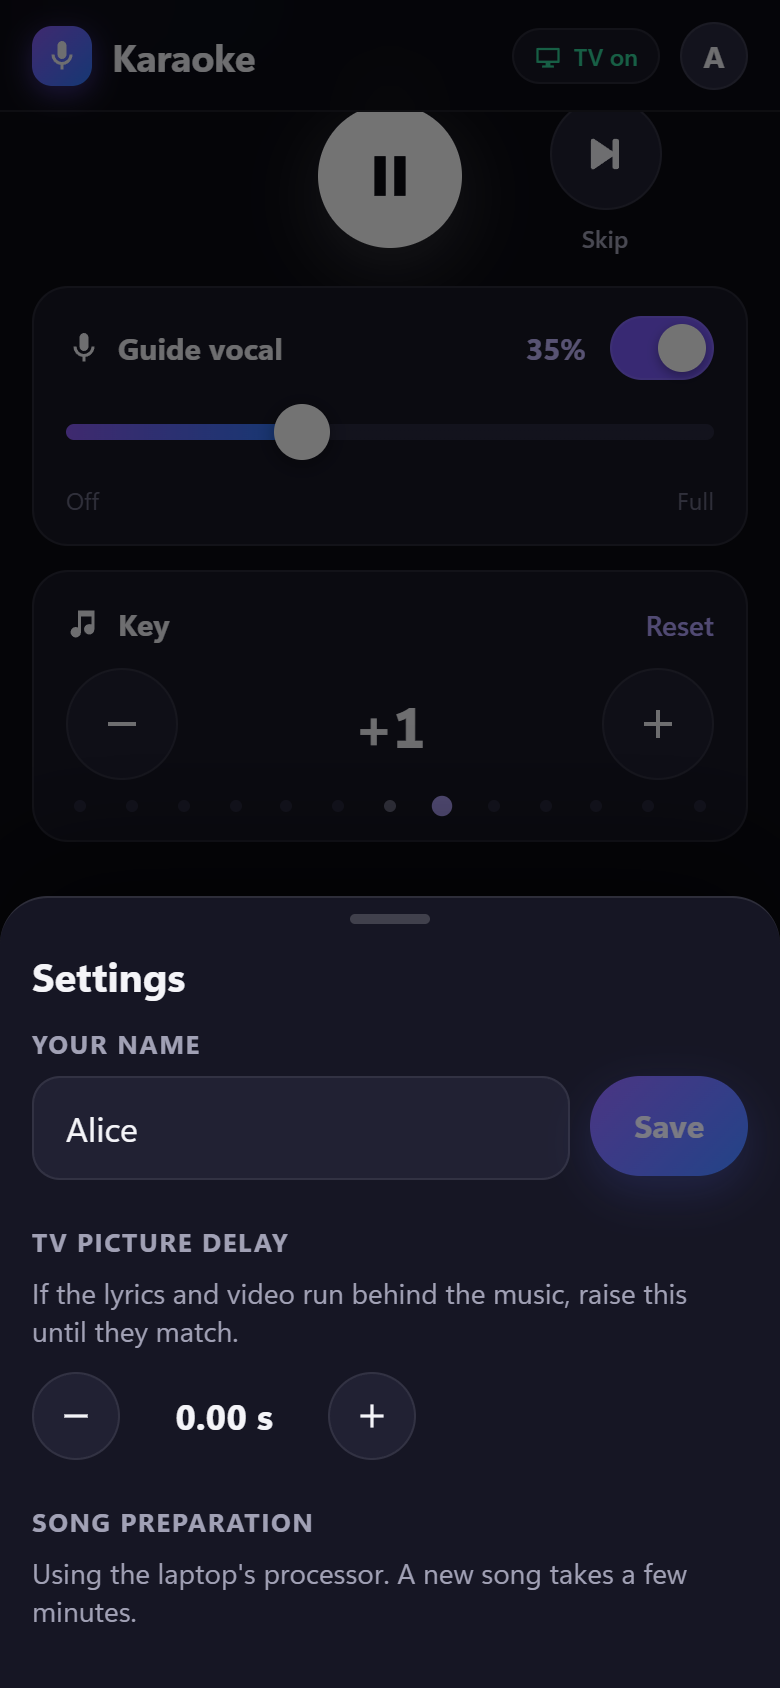 Karaoke
TV on
A
Skip
Guide vocal
35%
Off
Full
Key
Reset
+1
Settings
YOUR NAME
Alice
Save
TV PICTURE DELAY
If the lyrics and video run behind the music, raise this
until they match.
0.00 s
SONG PREPARATION
Using the laptop's processor. A new song takes a few
minutes.